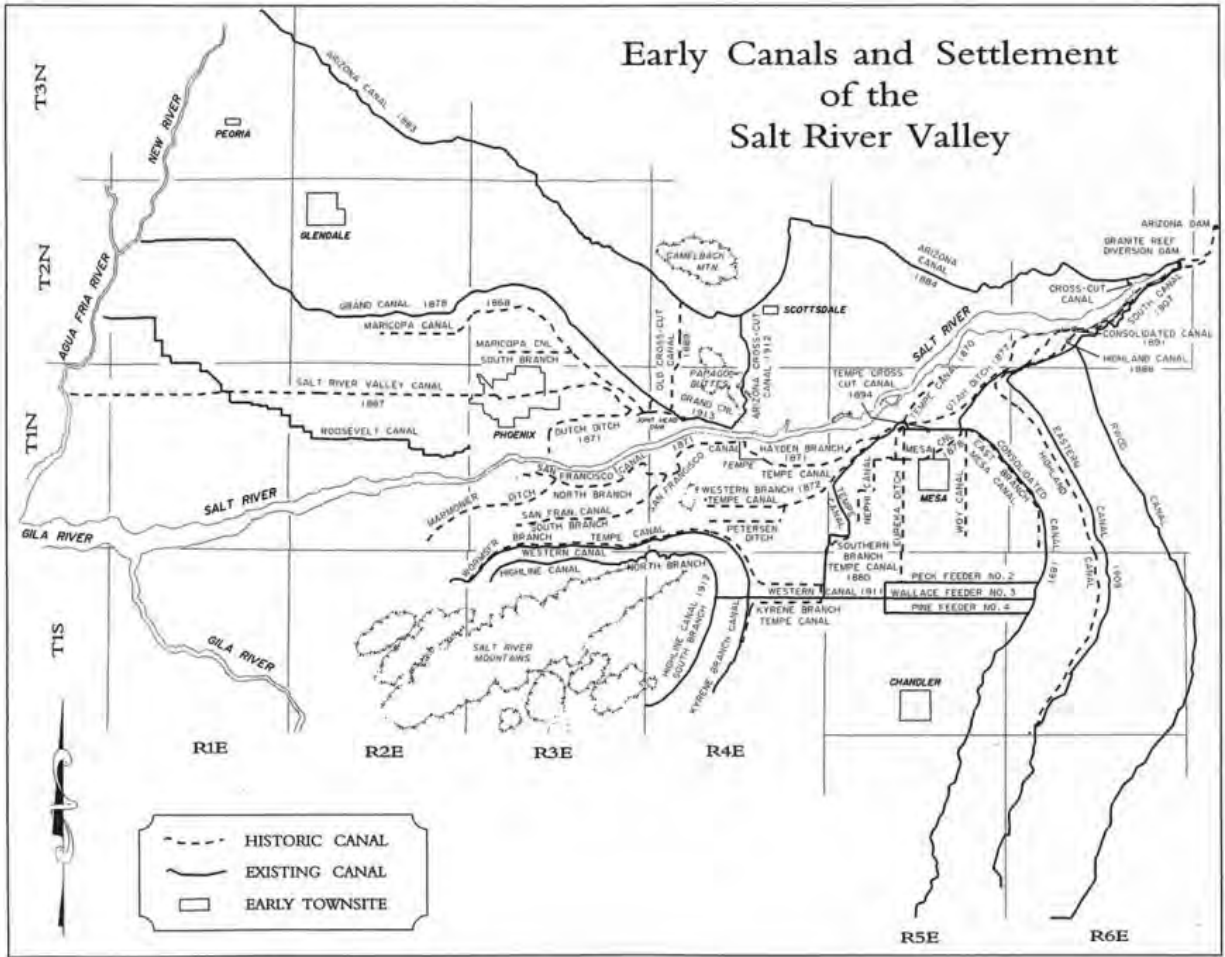 Early Canals and Settlement
of the
Salt River Valley
T3N
T2N
T1N
T1S
NEW RIVER
PEORIA
ARIZONA CANAL
1883
GLENDALE
AGUA FRIA RIVER
GRAND CANAL 1878
1868
MARICOPA CANAL
MARICOPA CNL
SOUTH BRANCH
CAMELBACK
MTN.
SCOTTSDALE
OLD CROSS-CUT
CANAL
1889
PAPAGO
BUTTES
GRAND CNL
1913
ARIZONA CROSS-CUT
CANAL 1912
ARIZONA
CANAL
1884
ARIZONA DAM
GRANITE REEF
DIVERSION DAM
CROSS-CUT
CANAL
SOUTH CANAL
1907
CONSOLIDATED CANAL
1891
HIGHLAND CANAL
1888
SALT RIVER
TEMPE CROSS
CUT CANAL
1894
TEMPE CANAL 1870
UTAH DITCH 1877
SALT RIVER VALLEY CANAL
1887
ROOSEVELT CANAL
PHOENIX
DUTCH DITCH
1871
JOINT HEAD
DAM
SAN FRANCISCO CANAL
NORTH BRANCH
SAN FRANCISCO
1871
CANAL
TEMPE
HAYDEN BRANCH
1871
TEMPE CANAL
WESTERN BRANCH 1872
TEMPE CANAL
PETERSEN
DITCH
MARMONIER
DITCH
SAN FRAN. CANAL
SOUTH BRANCH
WORMSER
BRANCH
TEMPE CANAL
WESTERN CANAL
HIGHLINE CANAL
NORTH BRANCH
SALT RIVER
GILA RIVER
GILA RIVER
SALT RIVER
MOUNTAINS
HIGHLINE CANAL 1912
SOUTH BRANCH
KYRENE BRANCH CANAL
WESTERN CANAL 1911
KYRENE BRANCH
TEMPE CANAL
TEMPE
CANAL
SOUTHERN
BRANCH
TEMPE CANAL
1880
NEPHI CANAL
EUREKA DITCH
MESA CNL
1878
MESA
WOY CANAL
EAST BRANCH
MESA CANAL
CONSOLIDATED
CANAL
1891
EASTERN
HIGHLAND
CANAL
CANAL
1909
RWCD
CANAL
PECK FEEDER NO. 2
WALLACE FEEDER NO. 3
PINE FEEDER NO. 4
CHANDLER
R1E
R2E
R3E
R4E
R5E
R6E
HISTORIC CANAL
EXISTING CANAL
EARLY TOWNSITE